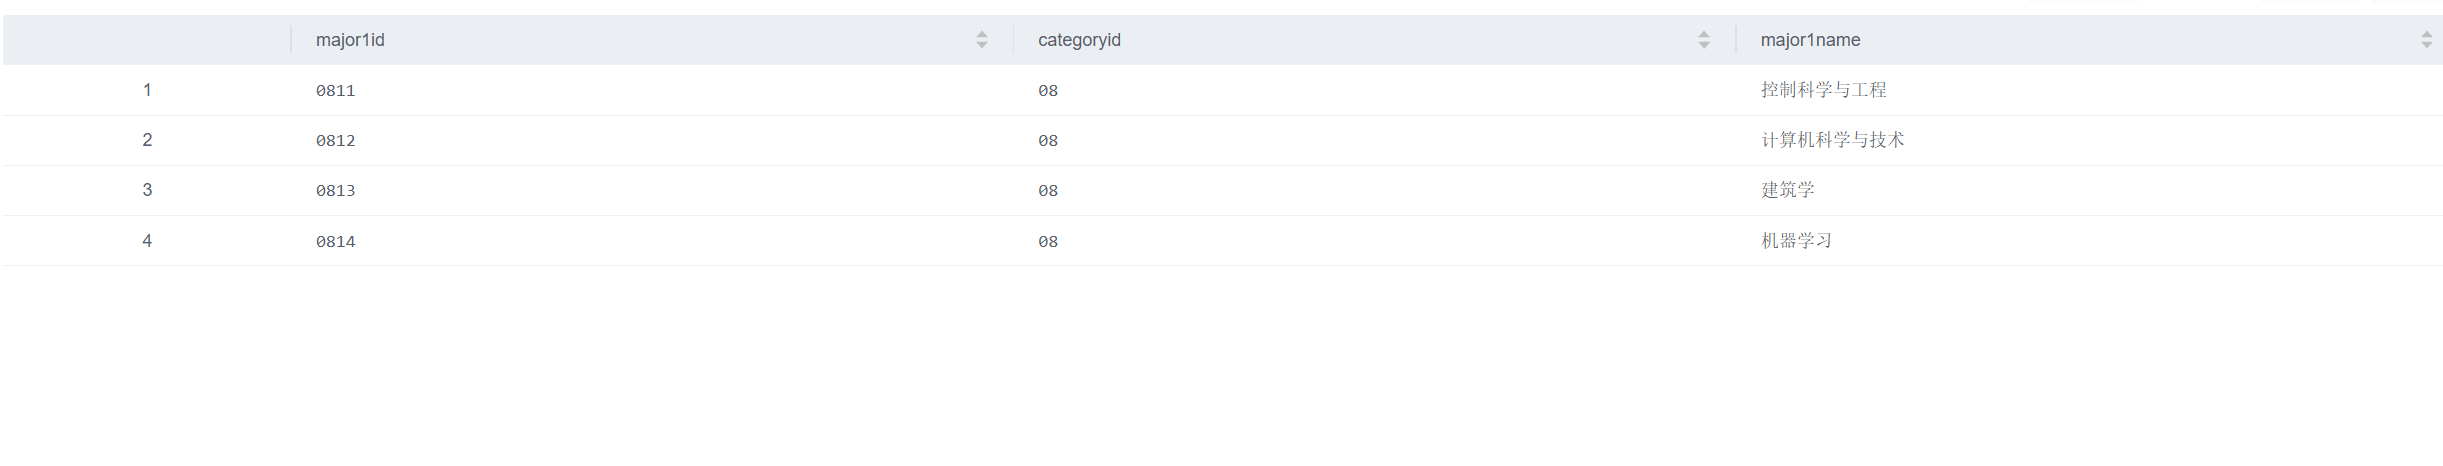 major1id categoryid major1name
1 0811 08 控制科学与工程
2 0812 08 计算机科学与技术
3 0813 08 建筑学
4 0814 08 机器学习